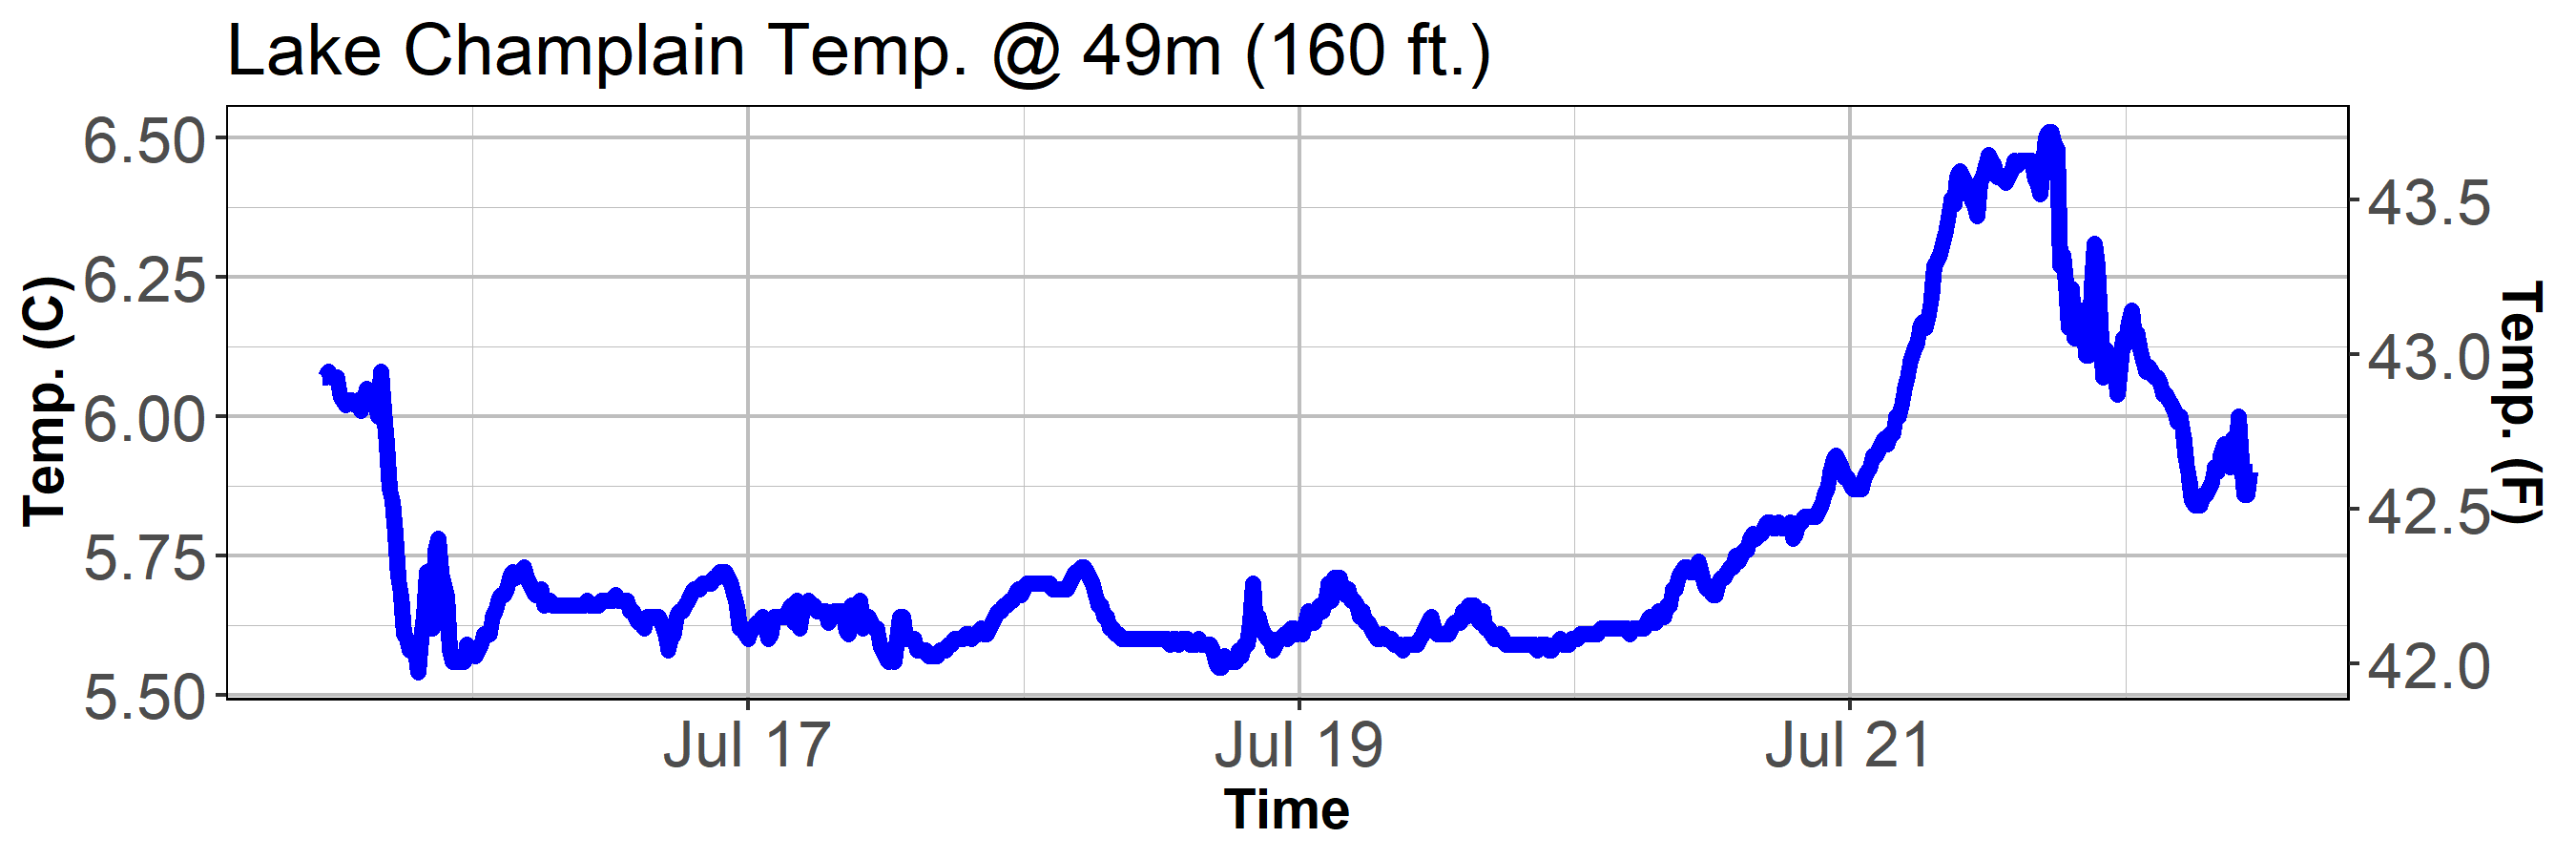 Lake Champlain Temp. @ 49m (160 ft.)
Temp. (C)
6.50
6.25
6.00
5.75
5.50
43.5
43.0
42.5
42.0
Temp. (F)
Jul 17
Jul 19
Jul 21
Time